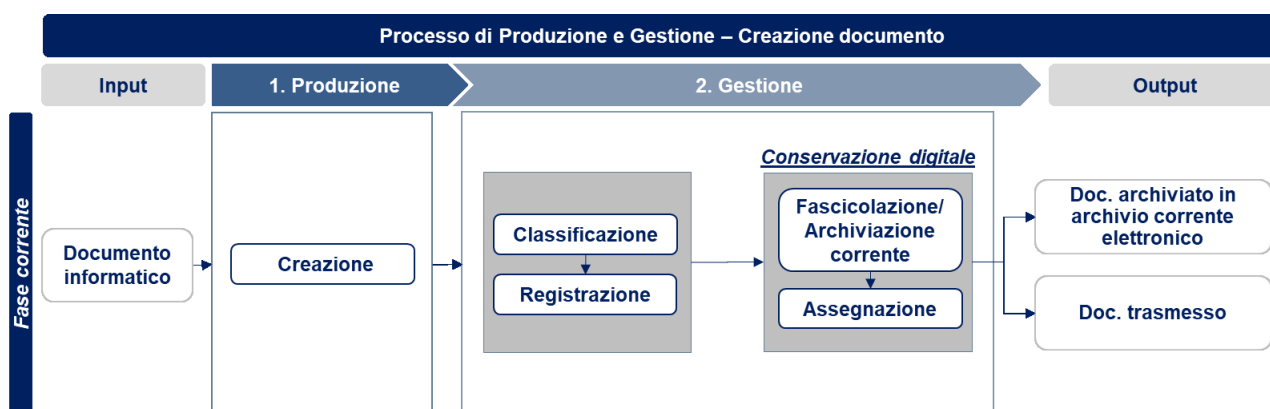 Processo di Produzione e Gestione – Creazione documento
Input
1. Produzione
2. Gestione
Output
Fase corrente
Documento
informatico
Creazione
Classificazione
Registrazione
Conservazione digitale
Fascicolazione/
Archiviazione
corrente
Assegnazione
Doc. archiviato in
archivio corrente
elettronico
Doc. trasmesso